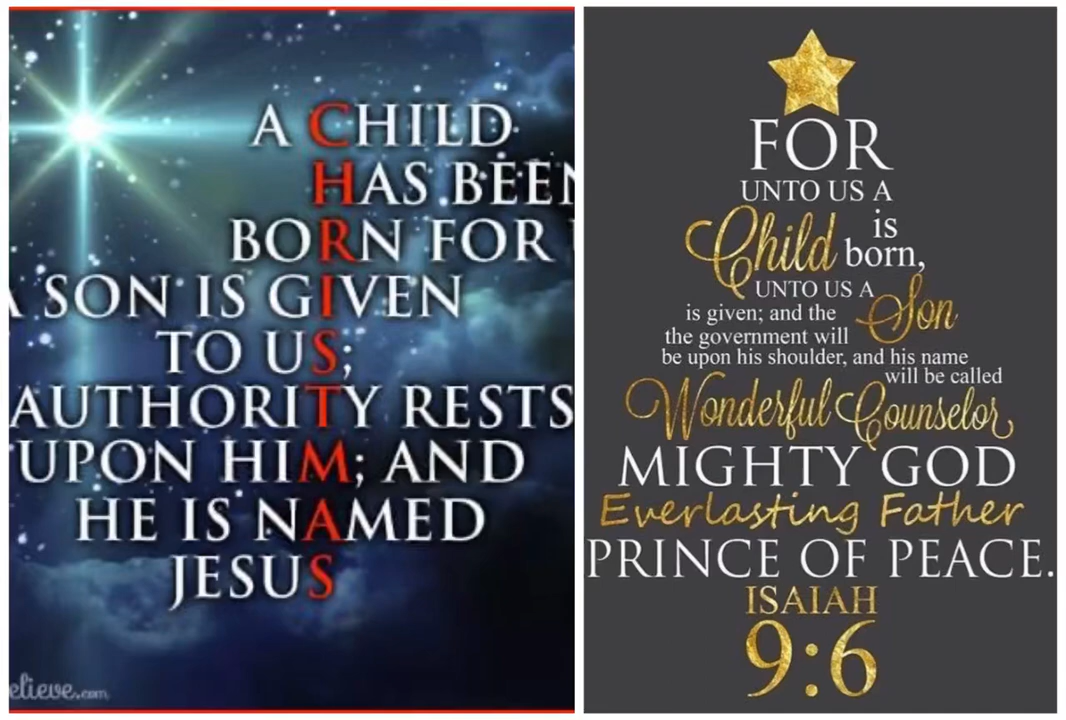 A CHILD
HAS BEEN
BORN FOR
A SON IS GIVEN
TO US;
AUTHORITY RESTS
UPON HIM; AND
HE IS NAMED
JESUS
elieve.com
FOR
UNTO US A
Child is
born,
UNTO US A
Son
is given; and the
the government will
be upon his shoulder, and his name
will be called
Wonderful Counselor
MIGHTY GOD
Everlasting Father
PRINCE OF PEACE.
ISAIAH
9:6